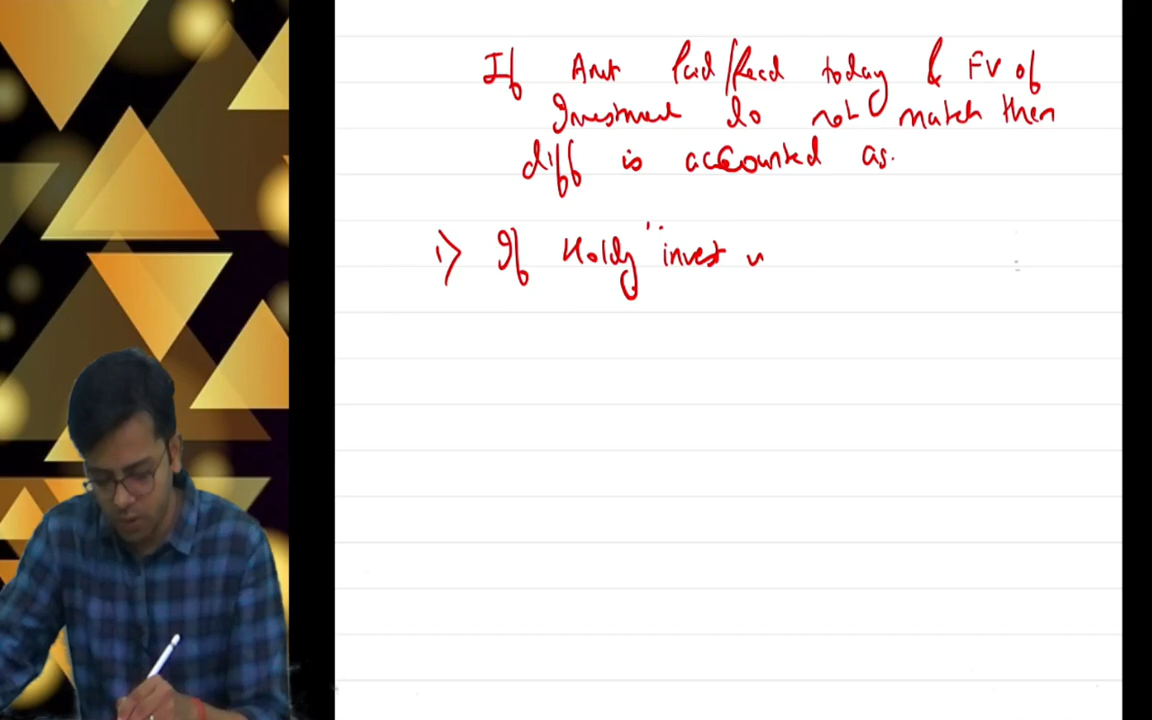 If Amt Paid/Recd today & FV of
Investment do not match then
diff is accounted as.
1) If Holdg "invest